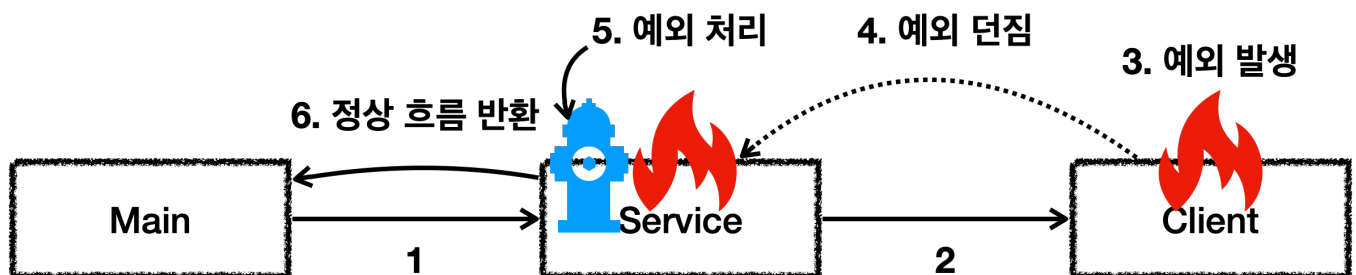 5. 예외 처리
4. 예외 던짐
3. 예외 발생
6. 정상 흐름 반환
Main
Service
Client
1
2